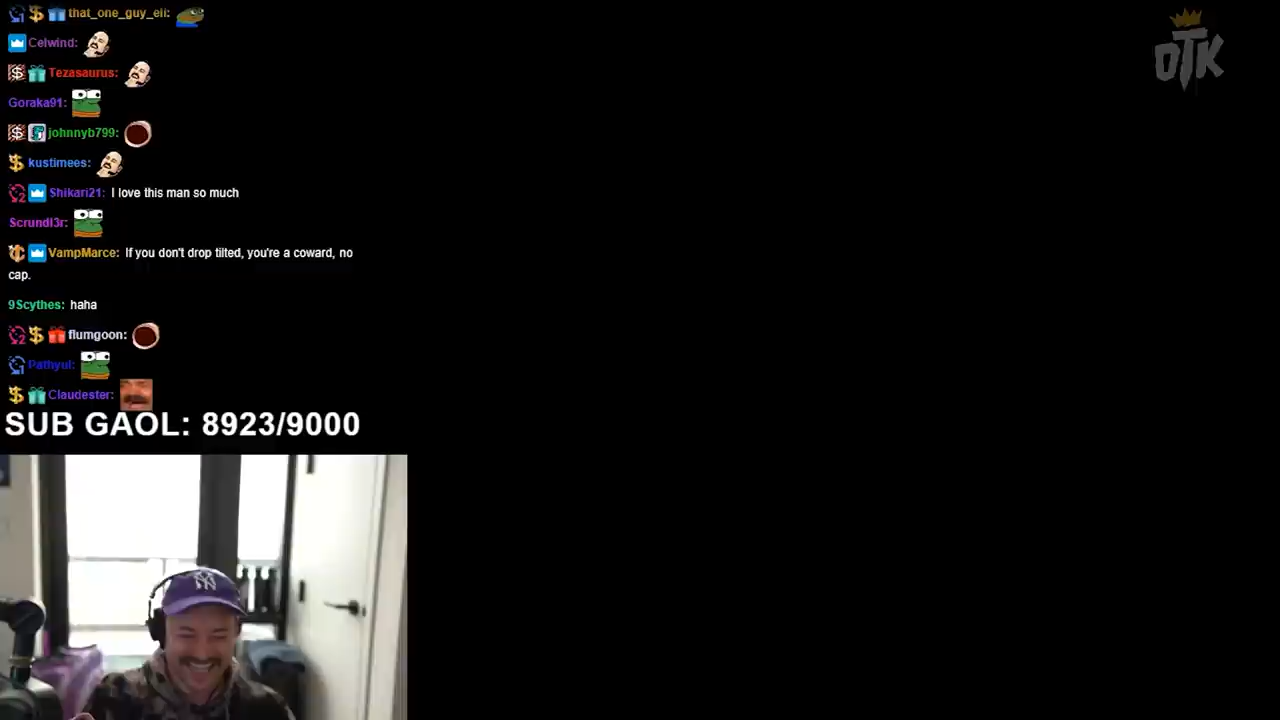 that_one_guy_eli:
OTK
Celwind:
Tezasaurus:
Goraka91:
johnnyb799:
kustimees:
Shikari21: I love this man so much
Scrundl3r:
VampMarce: If you don't drop tilted, you're a coward, no
cap.
9Scythes: haha
flumgoon:
Pathyul:
Claudester:
SUB GAOL: 8923/9000
NY